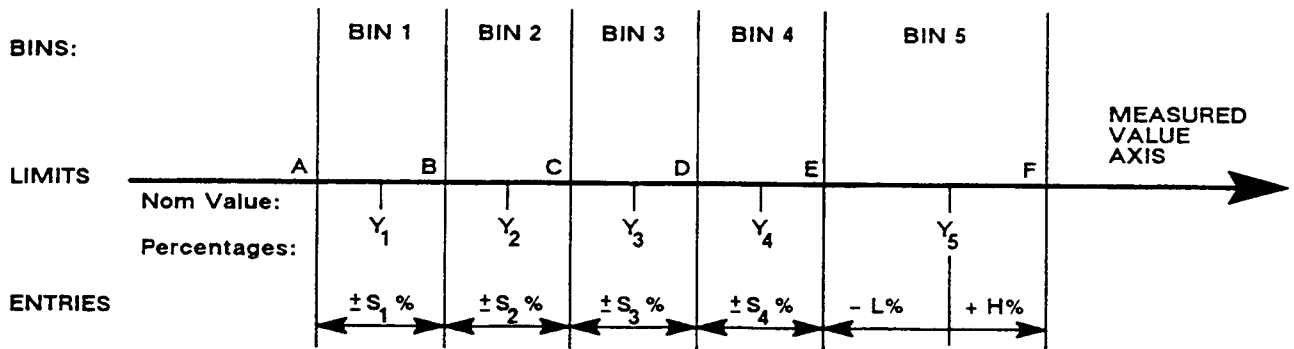 BINS: BIN 1 BIN 2 BIN 3 BIN 4 BIN 5
MEASURED
VALUE
AXIS
LIMITS A B C D E F
Nom Value: Y1 Y2 Y3 Y4 Y5
Percentages:
ENTRIES ±S1 % ±S2 % ±S3 % ±S4 % – L% + H%